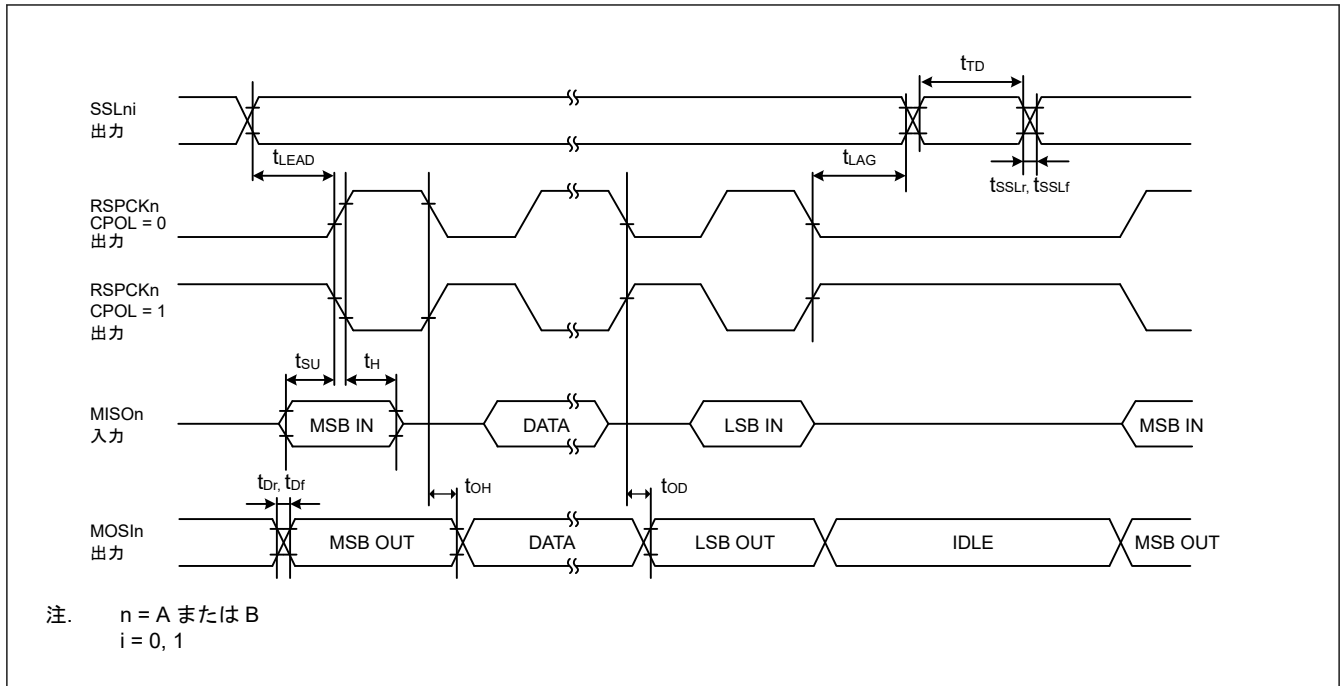 tTD
SSLni
出力
tLEAD
tLAG
tSSLr, tSSLf
RSPCKn
CPOL = 0
出力
RSPCKn
CPOL = 1
出力
tSU
tH
MISOn
入力
MSB IN
DATA
LSB IN
MSB IN
tDr, tDf
tOH
tOD
MOSIn
出力
MSB OUT
DATA
LSB OUT
IDLE
MSB OUT
注. n = A または B
i = 0, 1